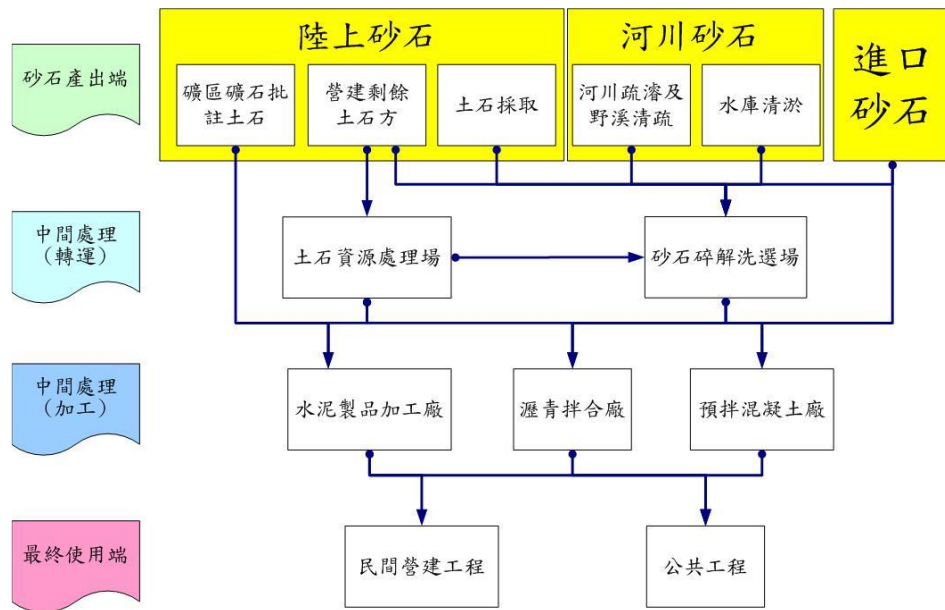 陸上砂石
河川砂石
進口
砂石
砂石產出端
礦區礦石批
註土石
營建剩餘
土石方
土石採取
河川疏濬及
野溪清疏
水庫清淤
中間處理
(轉運)
土石資源處理場
砂石碎解洗選場
中間處理
(加工)
水泥製品加工廠
瀝青拌合廠
預拌混凝土廠
最終使用端
民間營建工程
公共工程